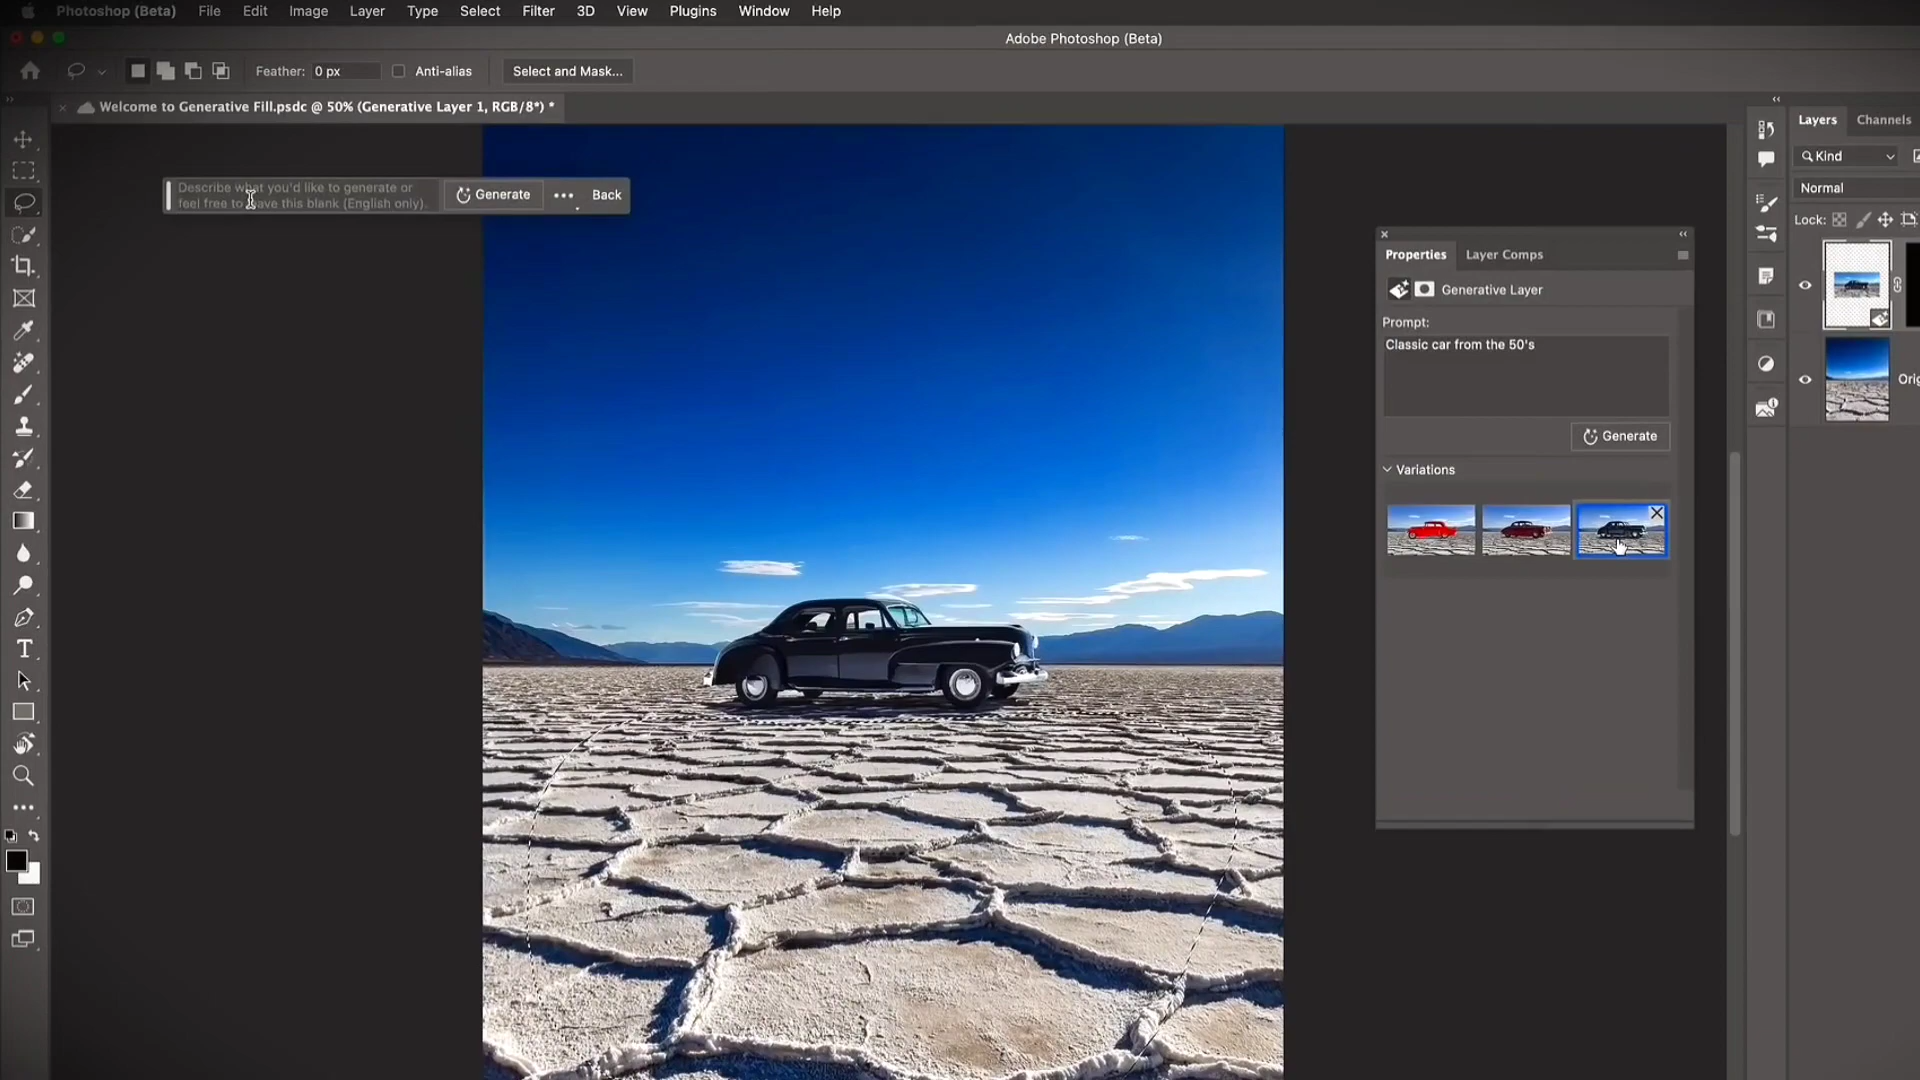 Photoshop (Beta) File Edit Image Layer Type Select Filter 3D View Plugins Window Help
Adobe Photoshop (Beta)
Feather: 0 px Anti-alias Select and Mask...
Welcome to Generative Fill.psdc @ 50% (Generative Layer 1, RGB/8*) *
Describe what you'd like to generate or
feel free to leave this blank (English only).
Generate
Back
Properties Layer Comps
Generative Layer
Prompt:
Classic car from the 50's
Generate
Variations
Layers Channels
Kind
Normal
Lock: